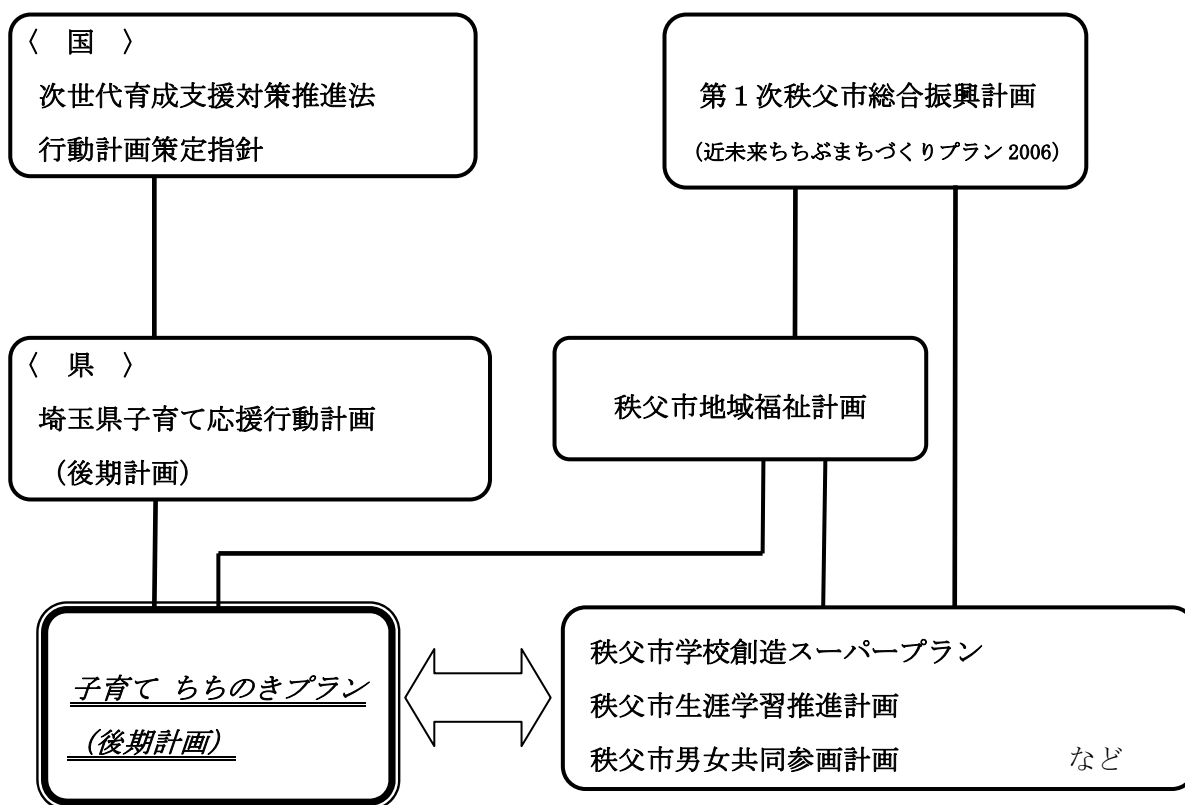 〈 国 〉
次世代育成支援対策推進法
行動計画策定指針
第1次秩父市総合振興計画
(近未来ちちぶまちづくりプラン2006)
〈 県 〉
埼玉県子育て応援行動計画
(後期計画)
秩父市地域福祉計画
子育て ちちのきプラン
(後期計画)
秩父市学校創造スーパープラン
秩父市生涯学習推進計画
秩父市男女共同参画計画 など